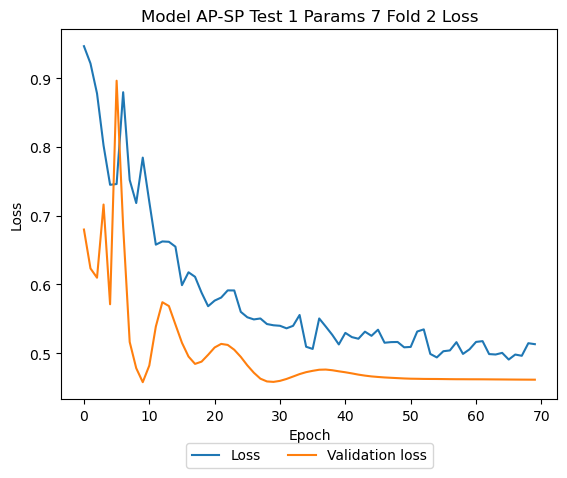 Model AP-SP Test 1 Params 7 Fold 2 Loss
0.9
0.8
0.7
0.6
0.5
Loss
0 10 20 30 40 50 60 70
Epoch
Loss Validation loss